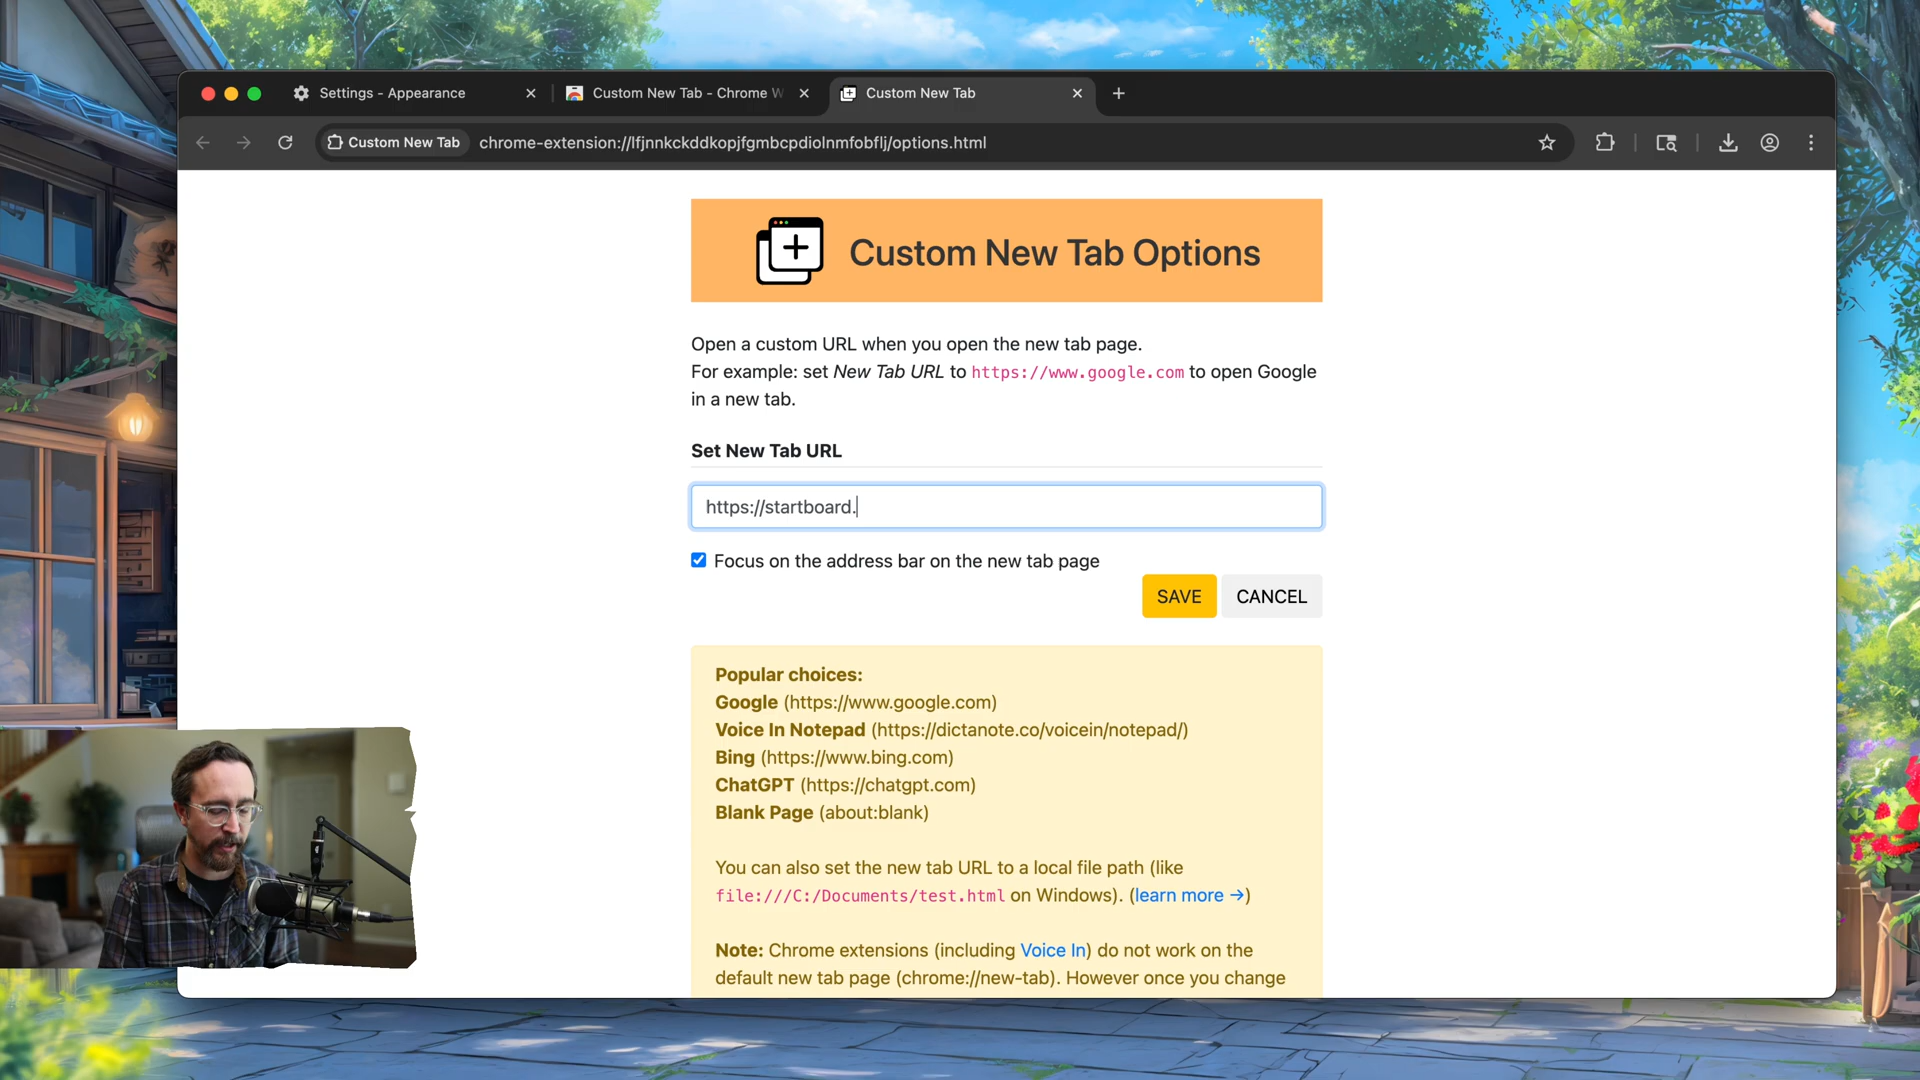 Settings - Appearance
Custom New Tab - Chrome W
Custom New Tab
Custom New Tab
chrome-extension://lfjnnkckddkopjfgmbcpdiolnmfobflj/options.html
Custom New Tab Options
Open a custom URL when you open the new tab page.
For example: set New Tab URL to https://www.google.com to open Google
in a new tab.
Set New Tab URL
https://startboard.
Focus on the address bar on the new tab page
SAVE
CANCEL
Popular choices:
Google (https://www.google.com)
Voice In Notepad (https://dictanote.co/voicein/notepad/)
Bing (https://www.bing.com)
ChatGPT (https://chatgpt.com)
Blank Page (about:blank)
You can also set the new tab URL to a local file path (like
file:///C:/Documents/test.html on Windows). (learn more →)
Note: Chrome extensions (including Voice In) do not work on the
default new tab page (chrome://new-tab). However once you change